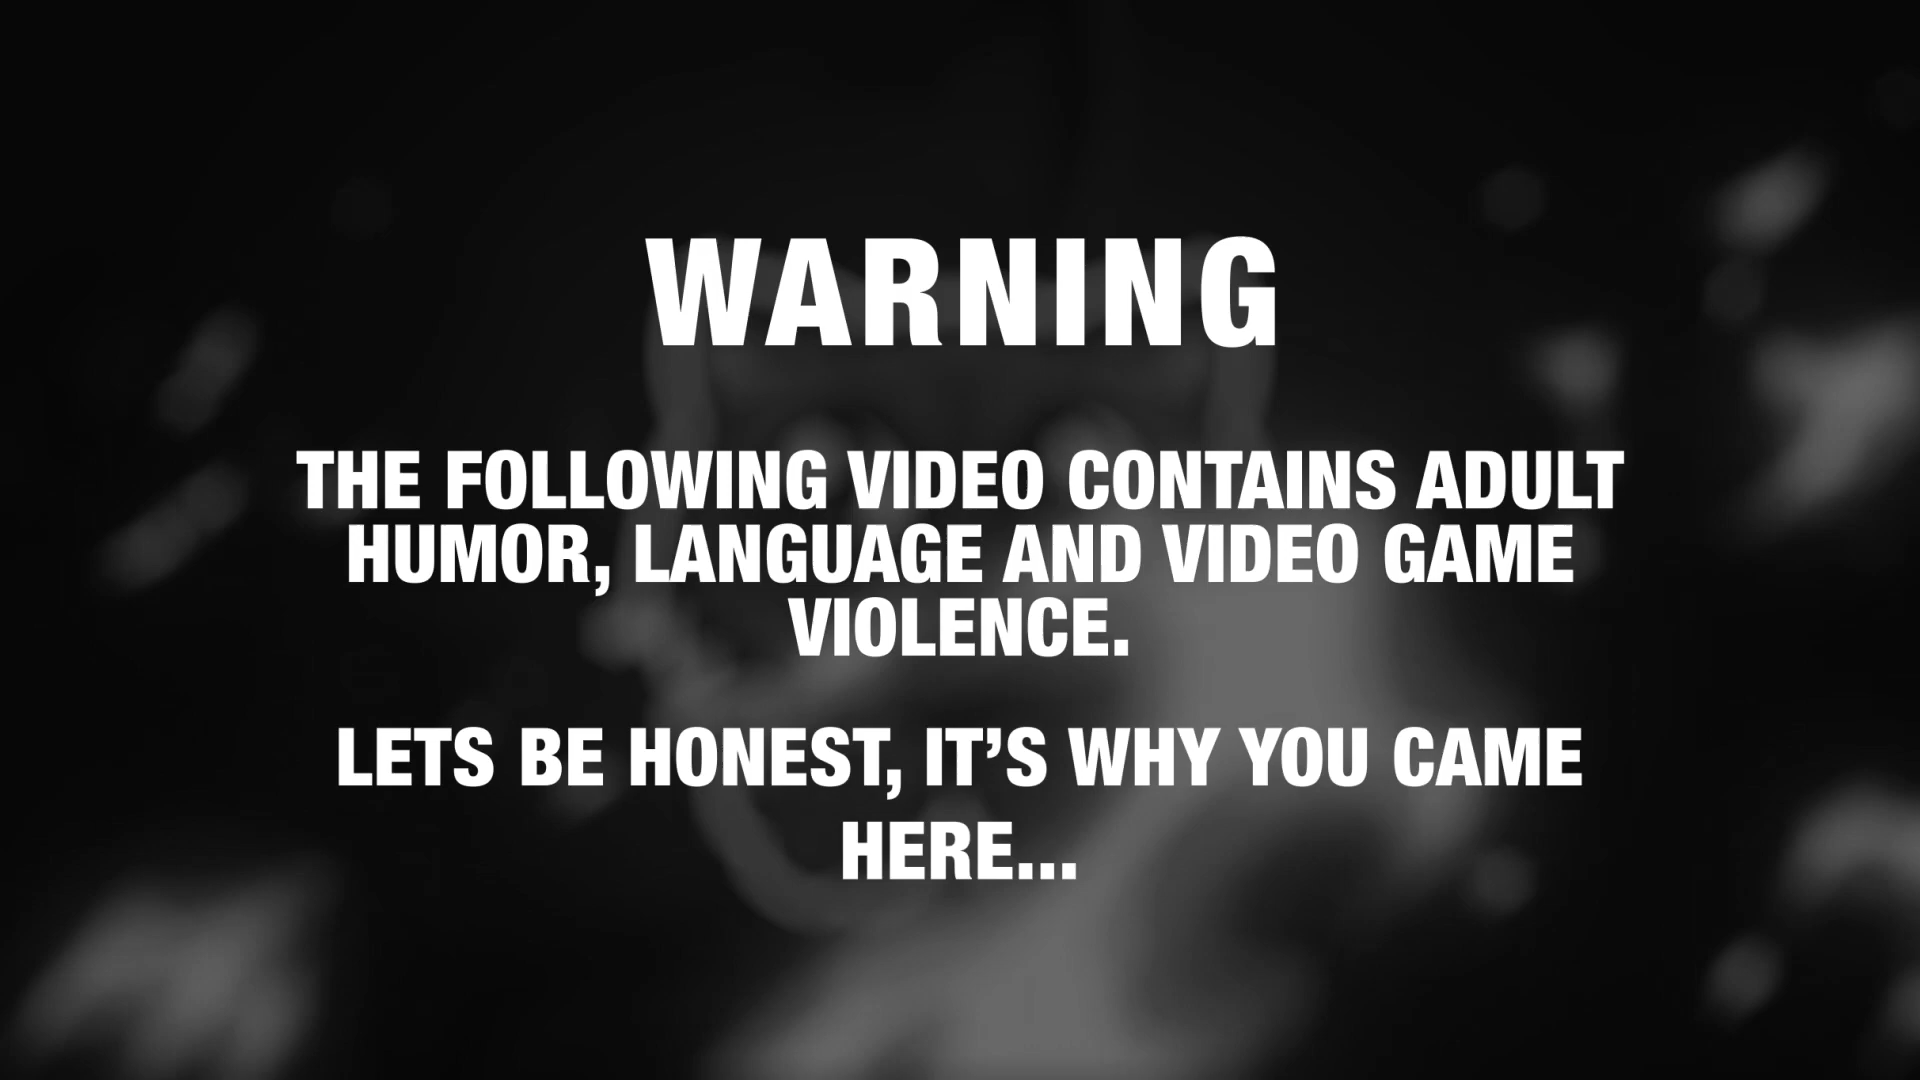 WARNING
THE FOLLOWING VIDEO CONTAINS ADULT
HUMOR, LANGUAGE AND VIDEO GAME
VIOLENCE.
LETS BE HONEST, IT’S WHY YOU CAME
HERE...